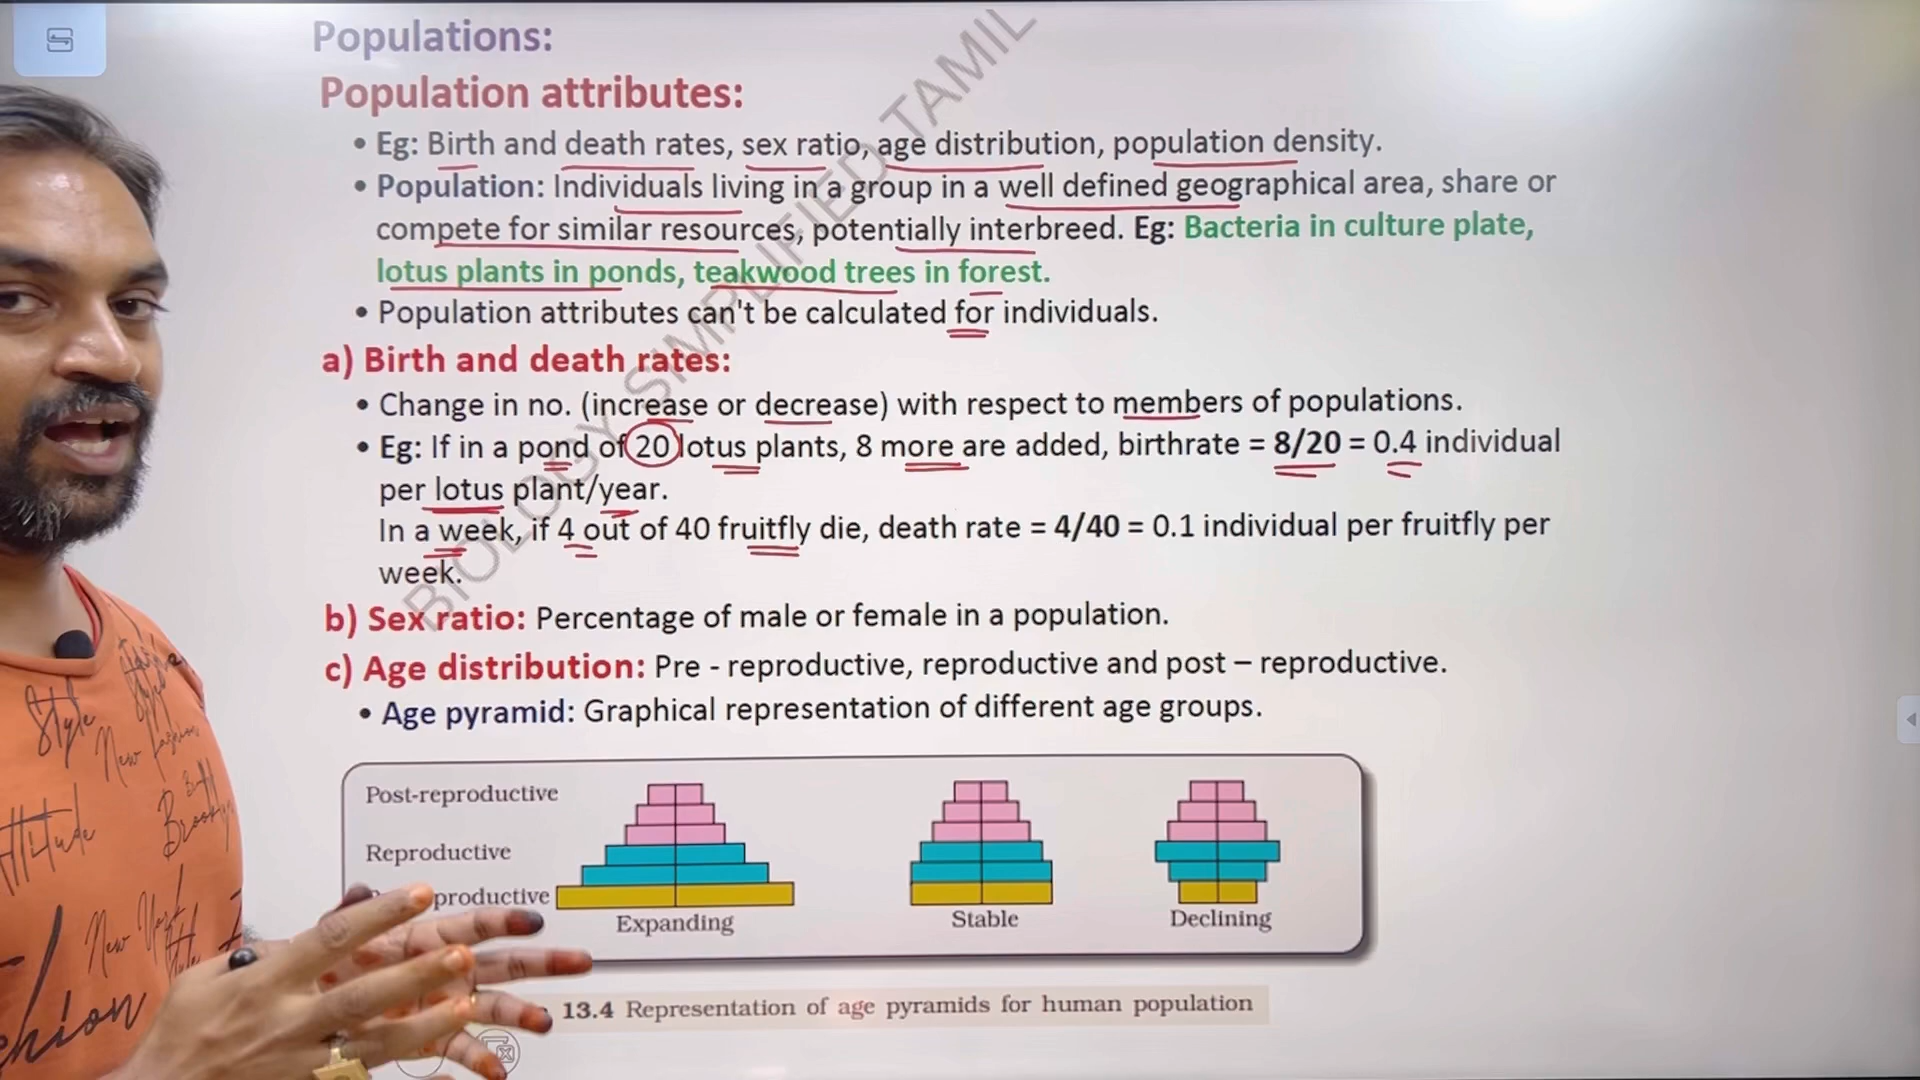 Populations:
Population attributes:
• Eg: Birth and death rates, sex ratio, age distribution, population density.
• Population: Individuals living in a group in a well defined geographical area, share or
compete for similar resources, potentially interbreed. Eg: Bacteria in culture plate,
lotus plants in ponds, teakwood trees in forest.
• Population attributes can't be calculated for individuals.
a) Birth and death rates:
• Change in no. (increase or decrease) with respect to members of populations.
• Eg: If in a pond of 20 lotus plants, 8 more are added, birthrate = 8/20 = 0.4 individual
per lotus plant/year.
In a week, if 4 out of 40 fruitfly die, death rate = 4/40 = 0.1 individual per fruitfly per
week.
b) Sex ratio: Percentage of male or female in a population.
c) Age distribution: Pre - reproductive, reproductive and post – reproductive.
• Age pyramid: Graphical representation of different age groups.
Post-reproductive
Reproductive
productive
Expanding Stable Declining
13.4 Representation of age pyramids for human population
BIOLOGY SIMPLIFIED TAMIL
Style
New Fashion
Attitude
New York